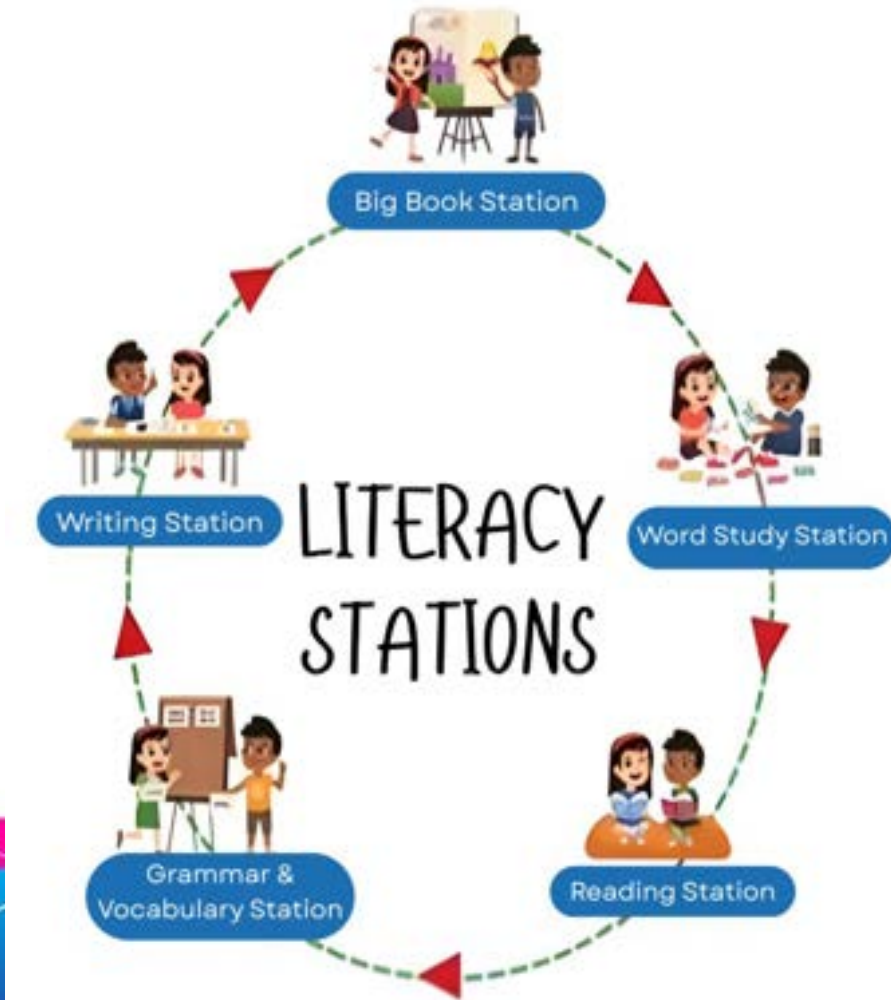 Big Book Station
Writing Station
LITERACY
STATIONS
Word Study Station
Grammar &
Vocabulary Station
Reading Station